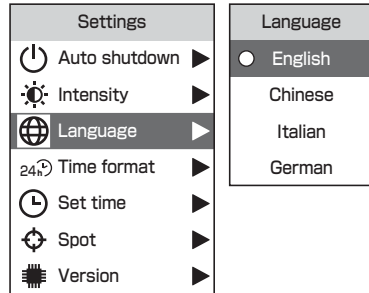 Settings
Auto shutdown
Intensity
Language
24h Time format
Set time
Spot
Version
Language
English
Chinese
Italian
German